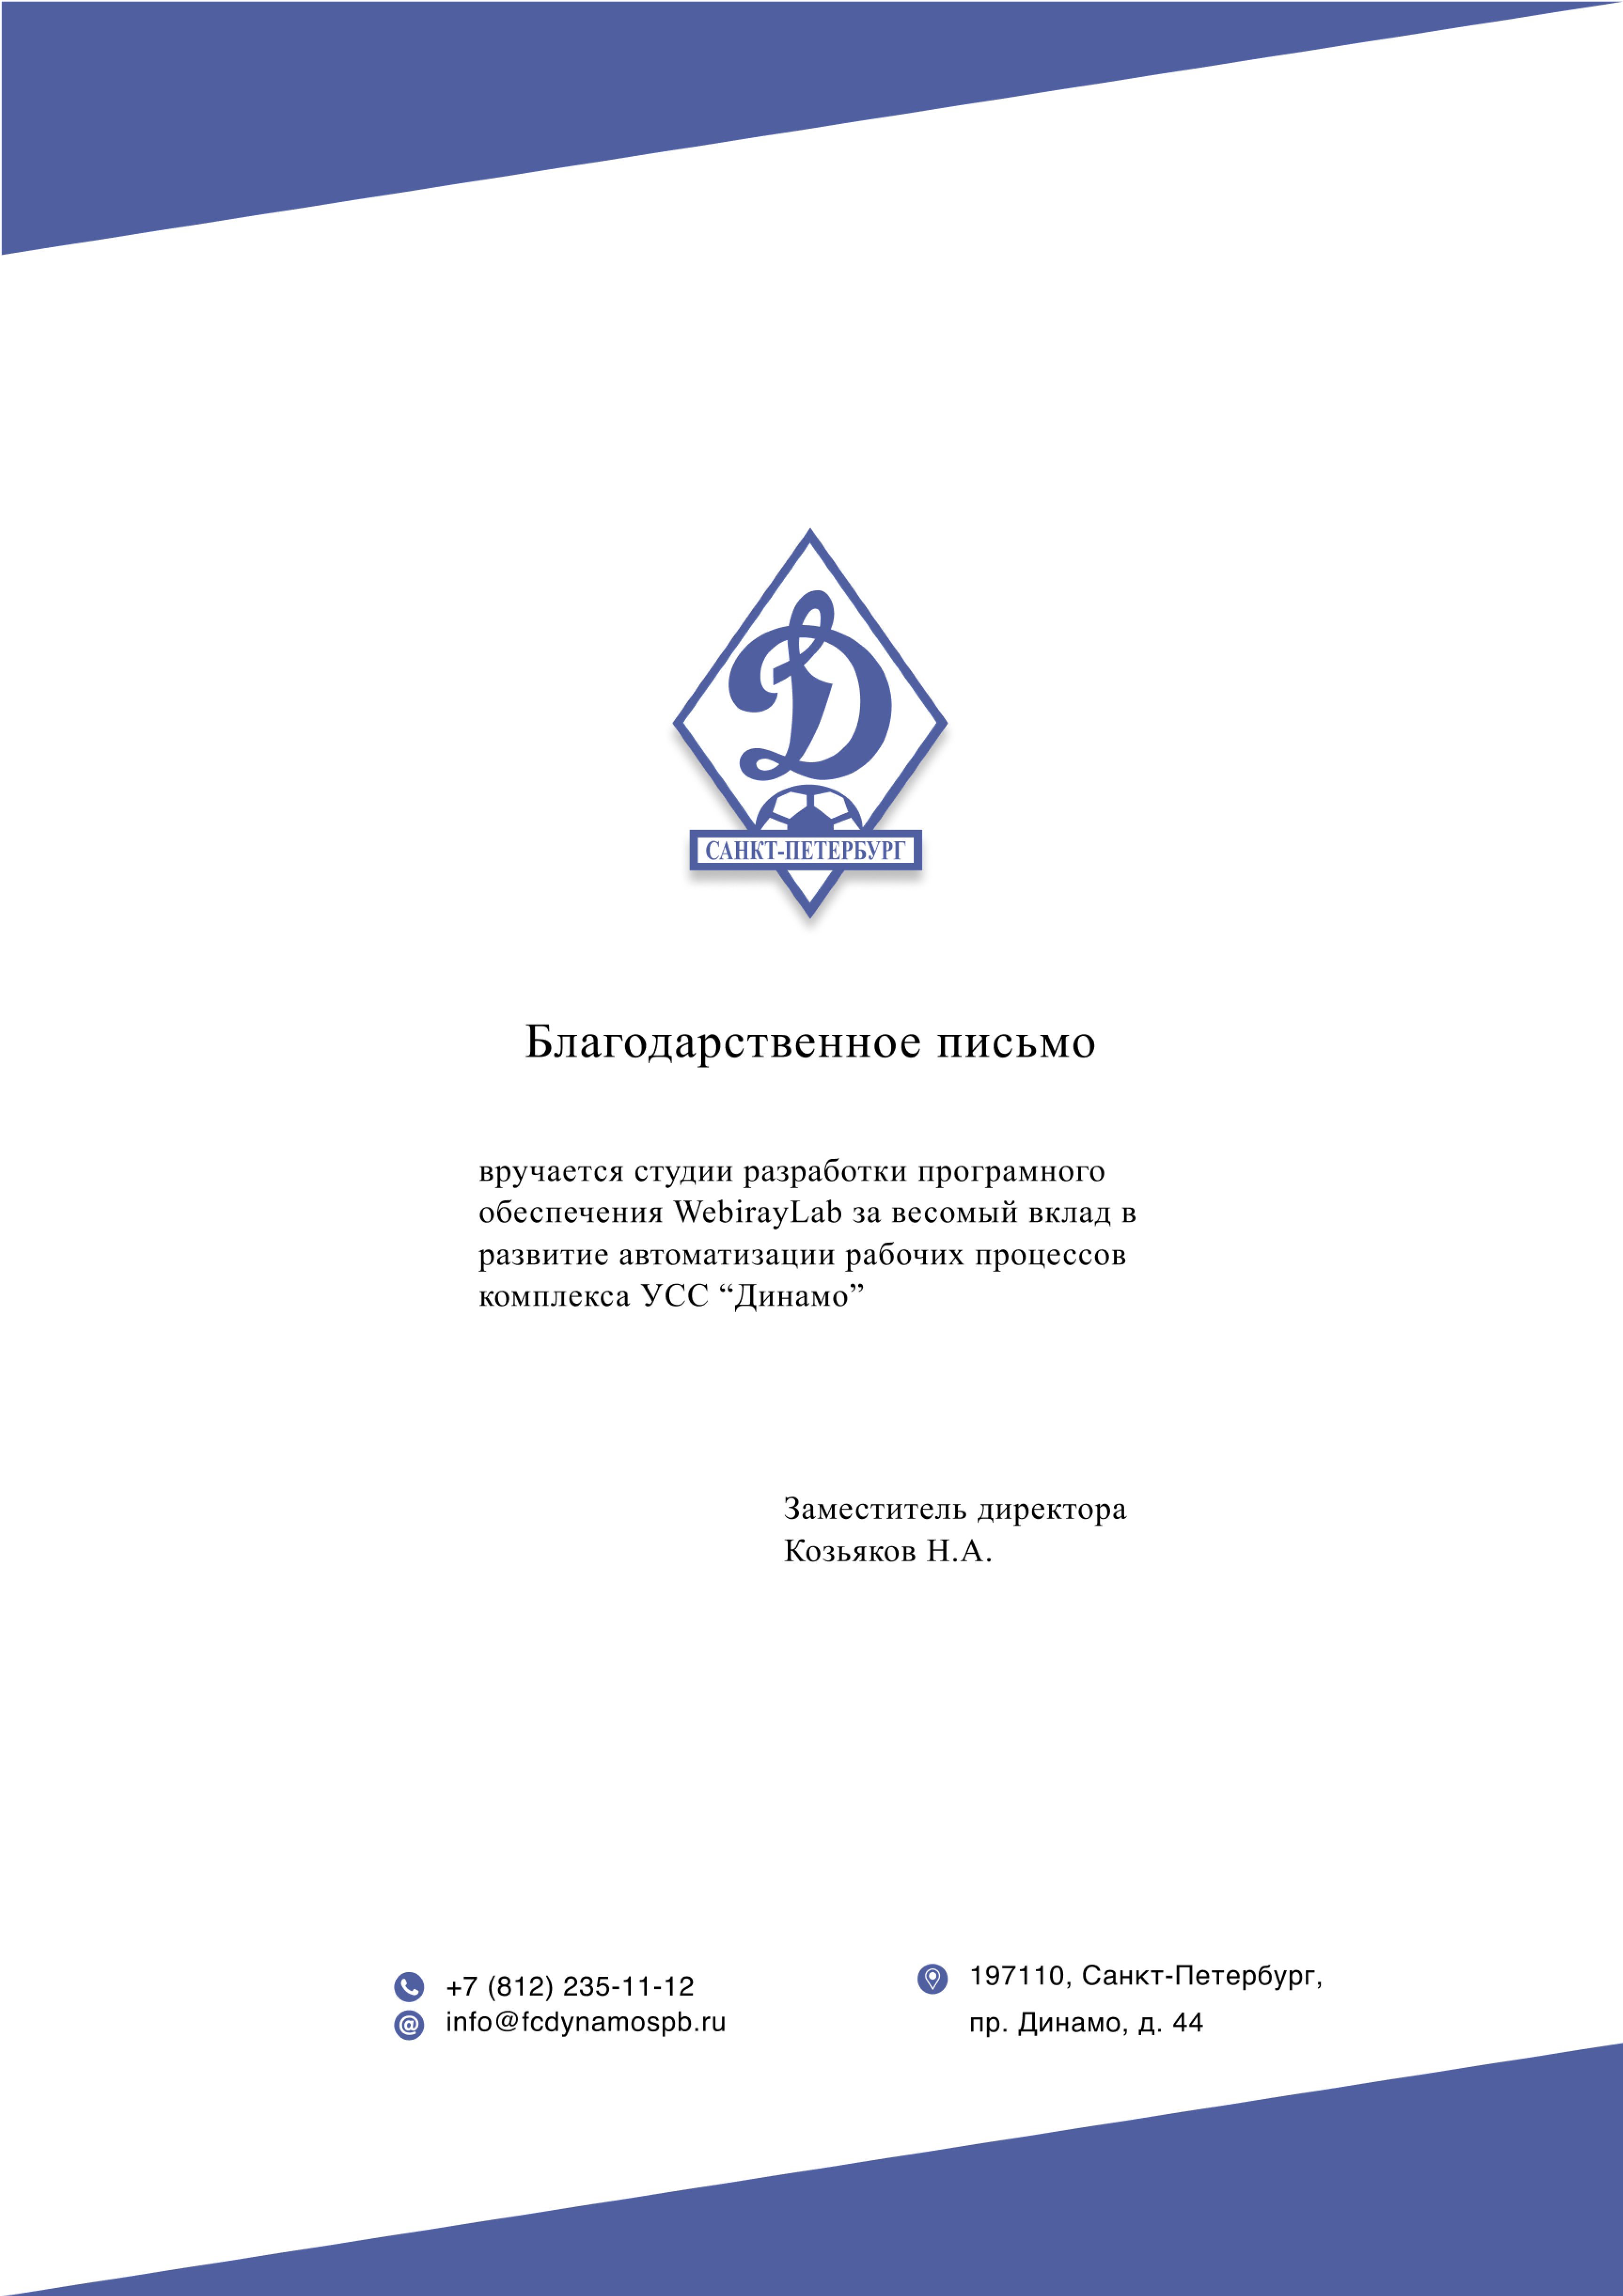 САНКТ-ПЕТЕРБУРГ
Благодарственное письмо
вручается студии разработки програмного
обеспечения WebirayLab за весомый вклад в
развитие автоматизации рабочих процессов
комплекса УСС “Динамо”
Заместитель директора
Козьяков Н.А.
+7 (812) 235-11-12
info@fcdynamospb.ru
197110, Санкт-Петербург,
пр. Динамо, д. 44